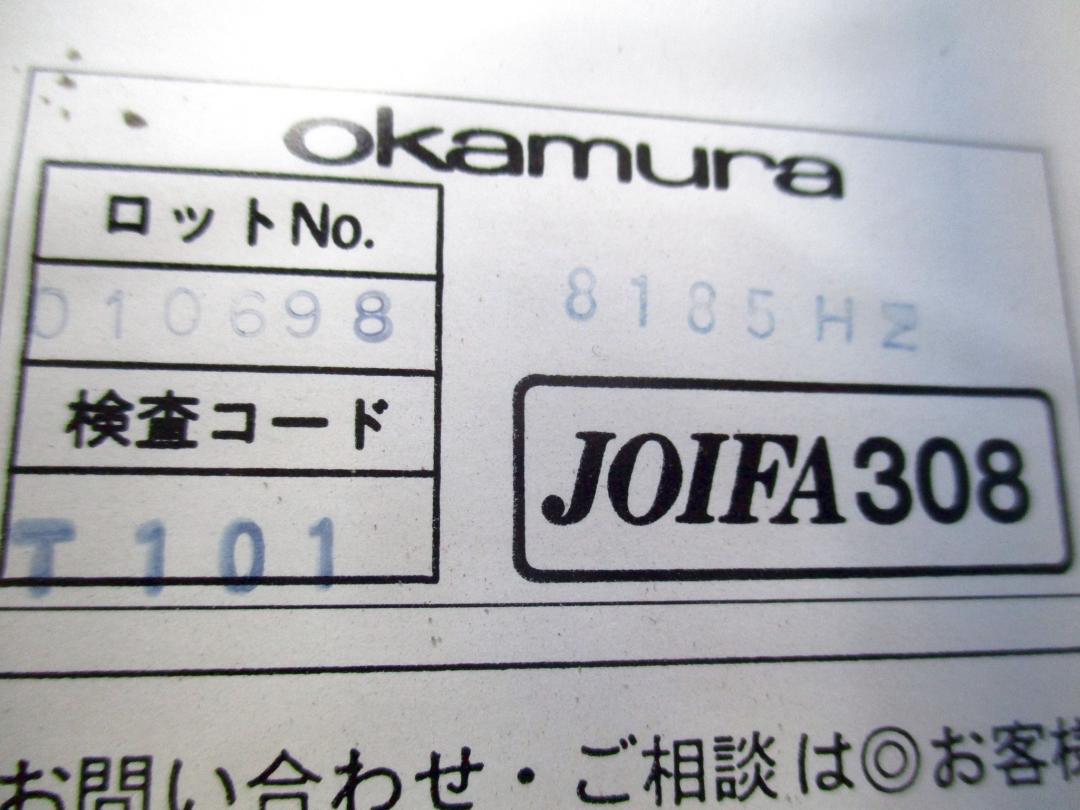 okamura
ロットNo.
010698
8185HZ
検査コード
JOIFA308
T101
お問い合わせ・ご相談は◎お客様